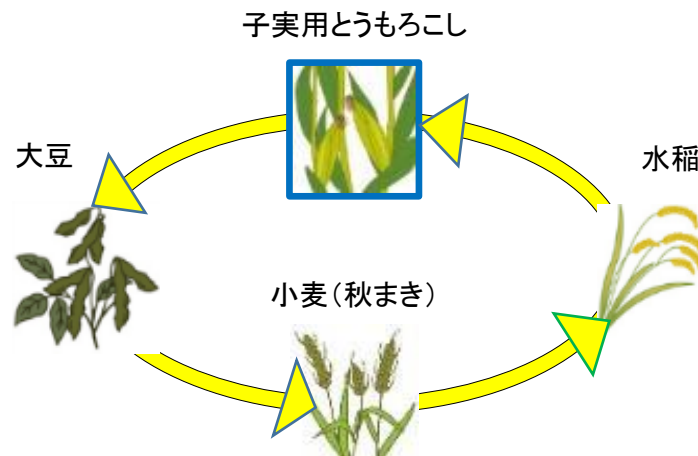 子実用とうもろこし
大豆
水稲
小麦（秋まき）